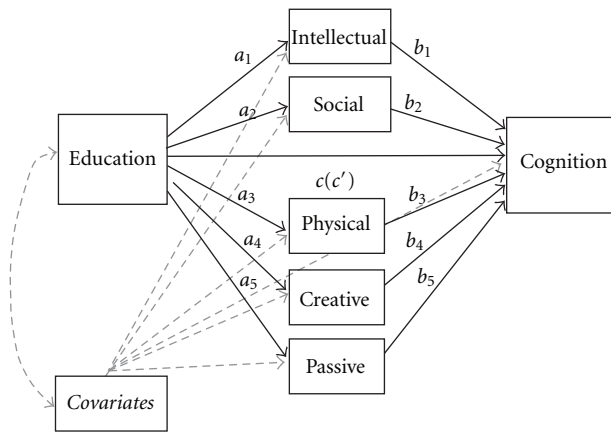 Intellectual
a1
b1
Social
a2
b2
Education
Cognition
c(c′)
a3
b3
Physical
a4
b4
a5
b5
Creative
Passive
Covariates